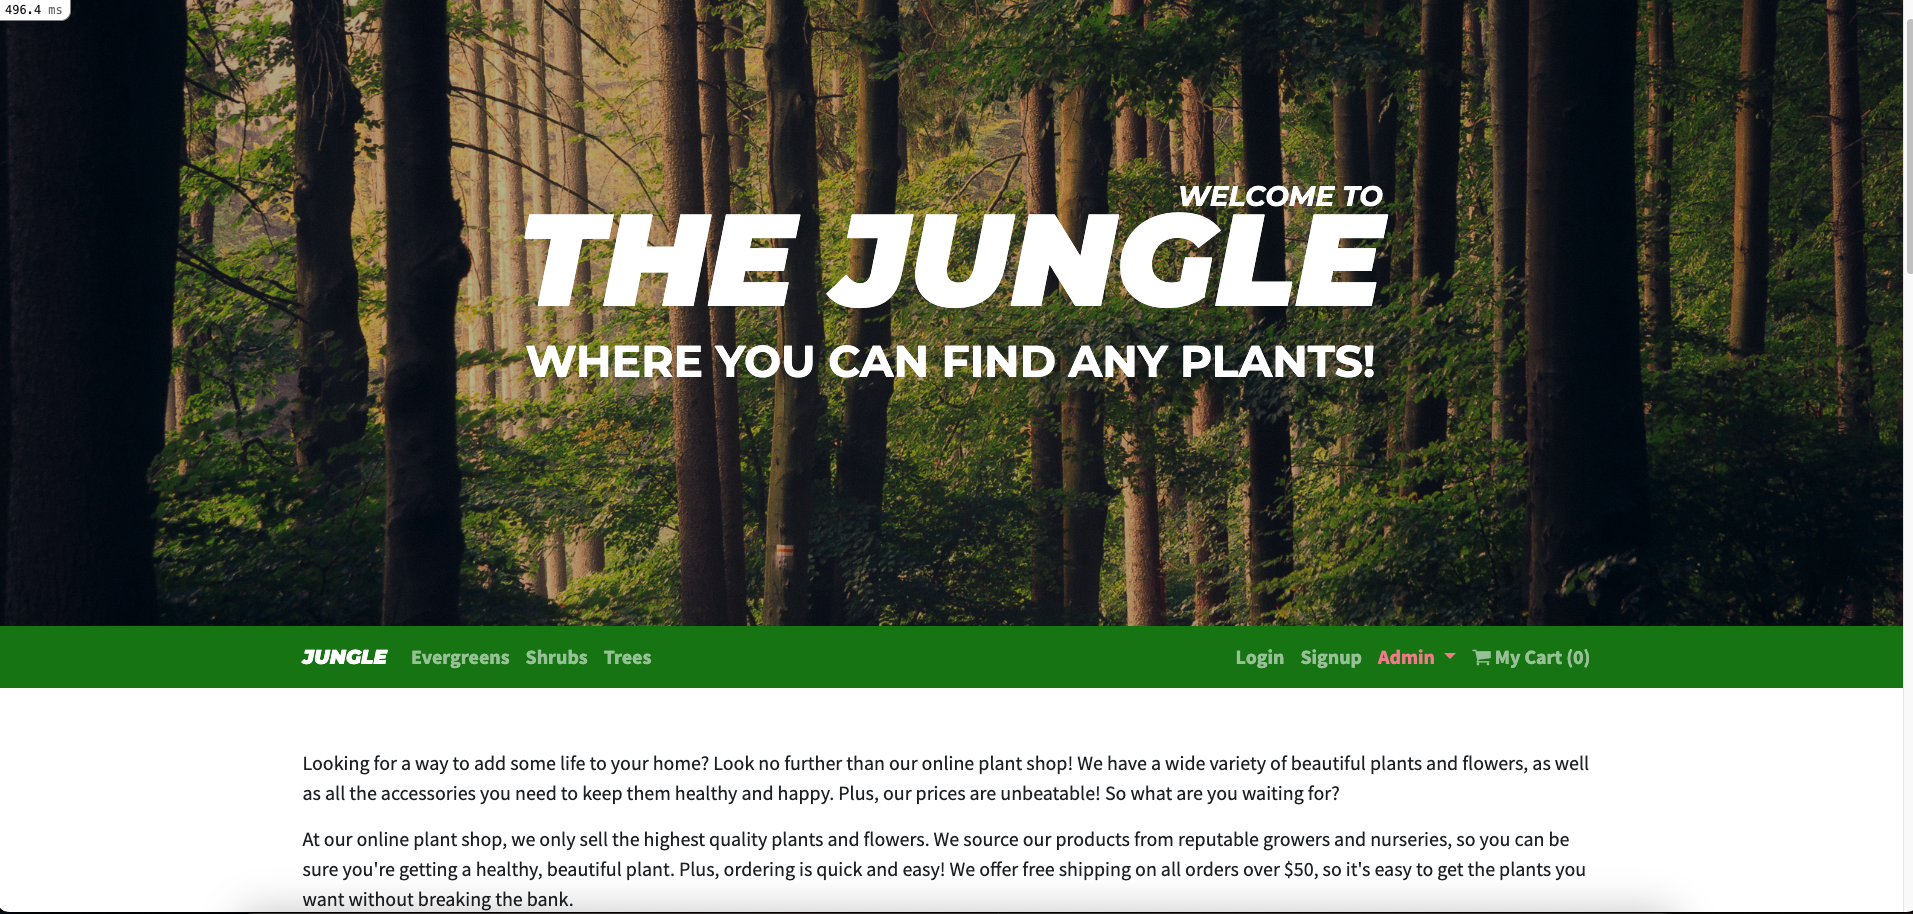 496.4 ms
WELCOME TO
THE JUNGLE
WHERE YOU CAN FIND ANY PLANTS!
JUNGLE Evergreens Shrubs Trees Login Signup Admin My Cart (0)
Looking for a way to add some life to your home? Look no further than our online plant shop! We have a wide variety of beautiful plants and flowers, as well
as all the accessories you need to keep them healthy and happy. Plus, our prices are unbeatable! So what are you waiting for?
At our online plant shop, we only sell the highest quality plants and flowers. We source our products from reputable growers and nurseries, so you can be
sure you're getting a healthy, beautiful plant. Plus, ordering is quick and easy! We offer free shipping on all orders over $50, so it's easy to get the plants you
want without breaking the bank.